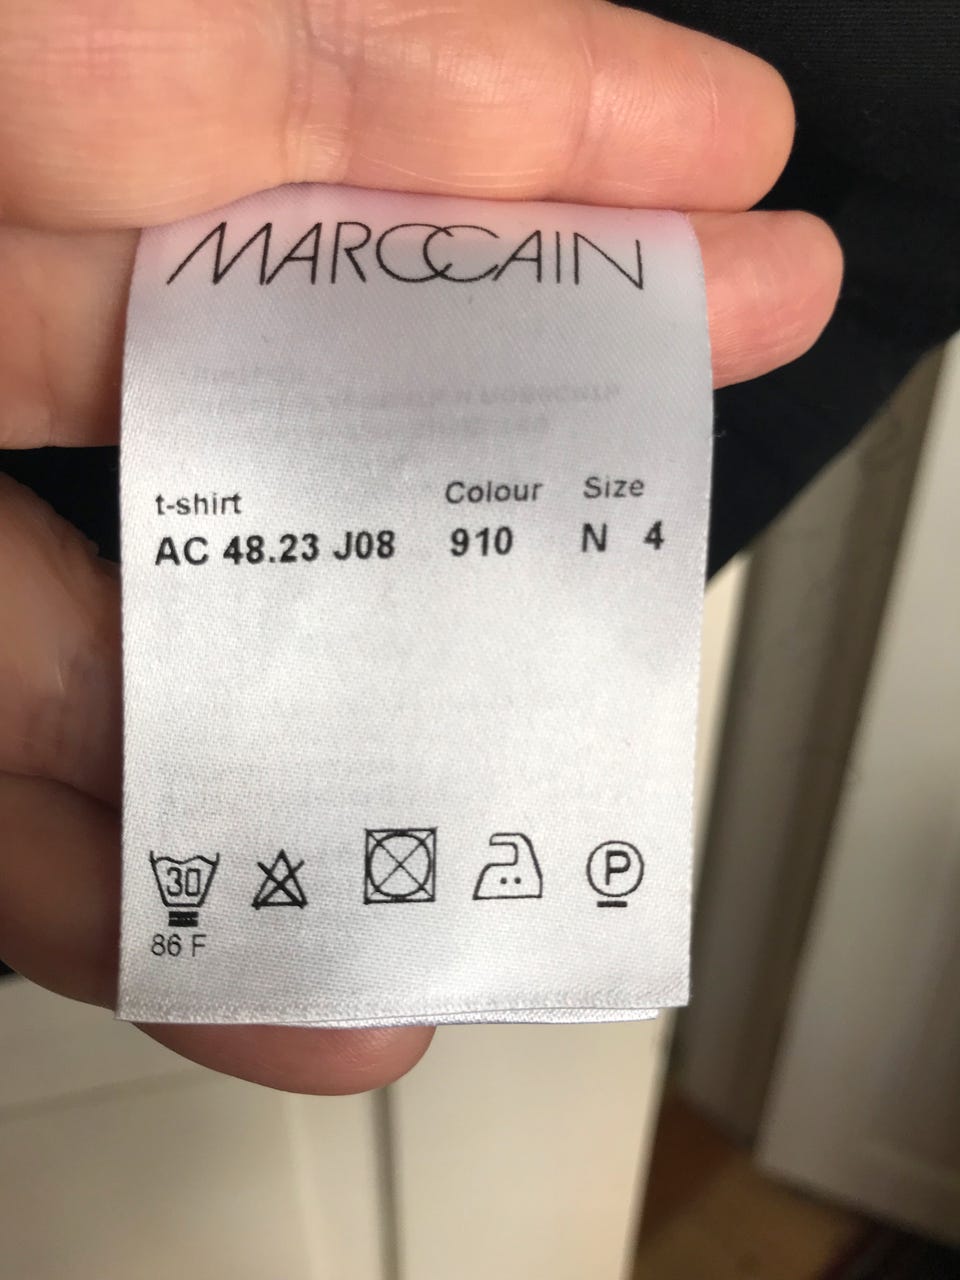 MARCCAIN
t-shirt Colour Size
AC 48.23 J08 910 N 4
30 P
86 F